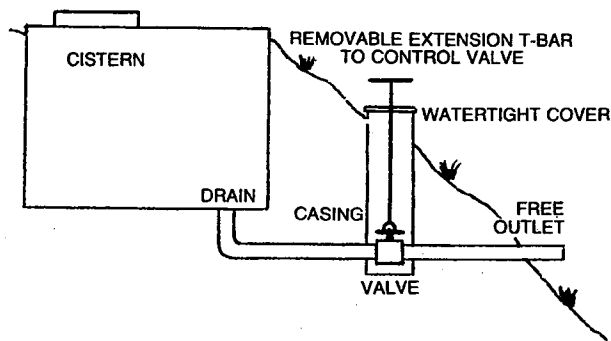 CISTERN
REMOVABLE EXTENSION T-BAR
TO CONTROL VALVE
WATERTIGHT COVER
DRAIN
CASING
FREE
OUTLET
VALVE